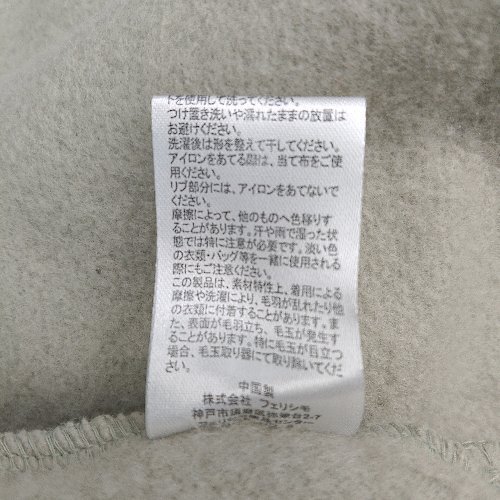 トを使用して洗ってください。
つけ置き洗いや濡れたままの放置は
お避けください。
洗濯後は形を整えて干してください。
アイロンをあてる際は、当て布をご使
用ください。
リブ部分には、アイロンをあてないで
ください。
摩擦によって、他のものへ色移りす
ることがあります。汗や雨で湿った状
態では特に注意が必要です。淡い色
の衣類・バッグ等を一緒に使用される
際にもご注意ください。
この製品は、素材特性上、着用による
摩擦や洗濯により、毛羽が乱れたり他
の衣類に付着することがあります。ま
た、表面が毛羽立ち、毛玉が発生す
ることがあります。特に毛玉が目立つ
場合、毛玉取り器にて取り除いてくだ
さい。
中国製
株式会社 フェリシモ
神戸市須磨区弥栄台2-7
センター